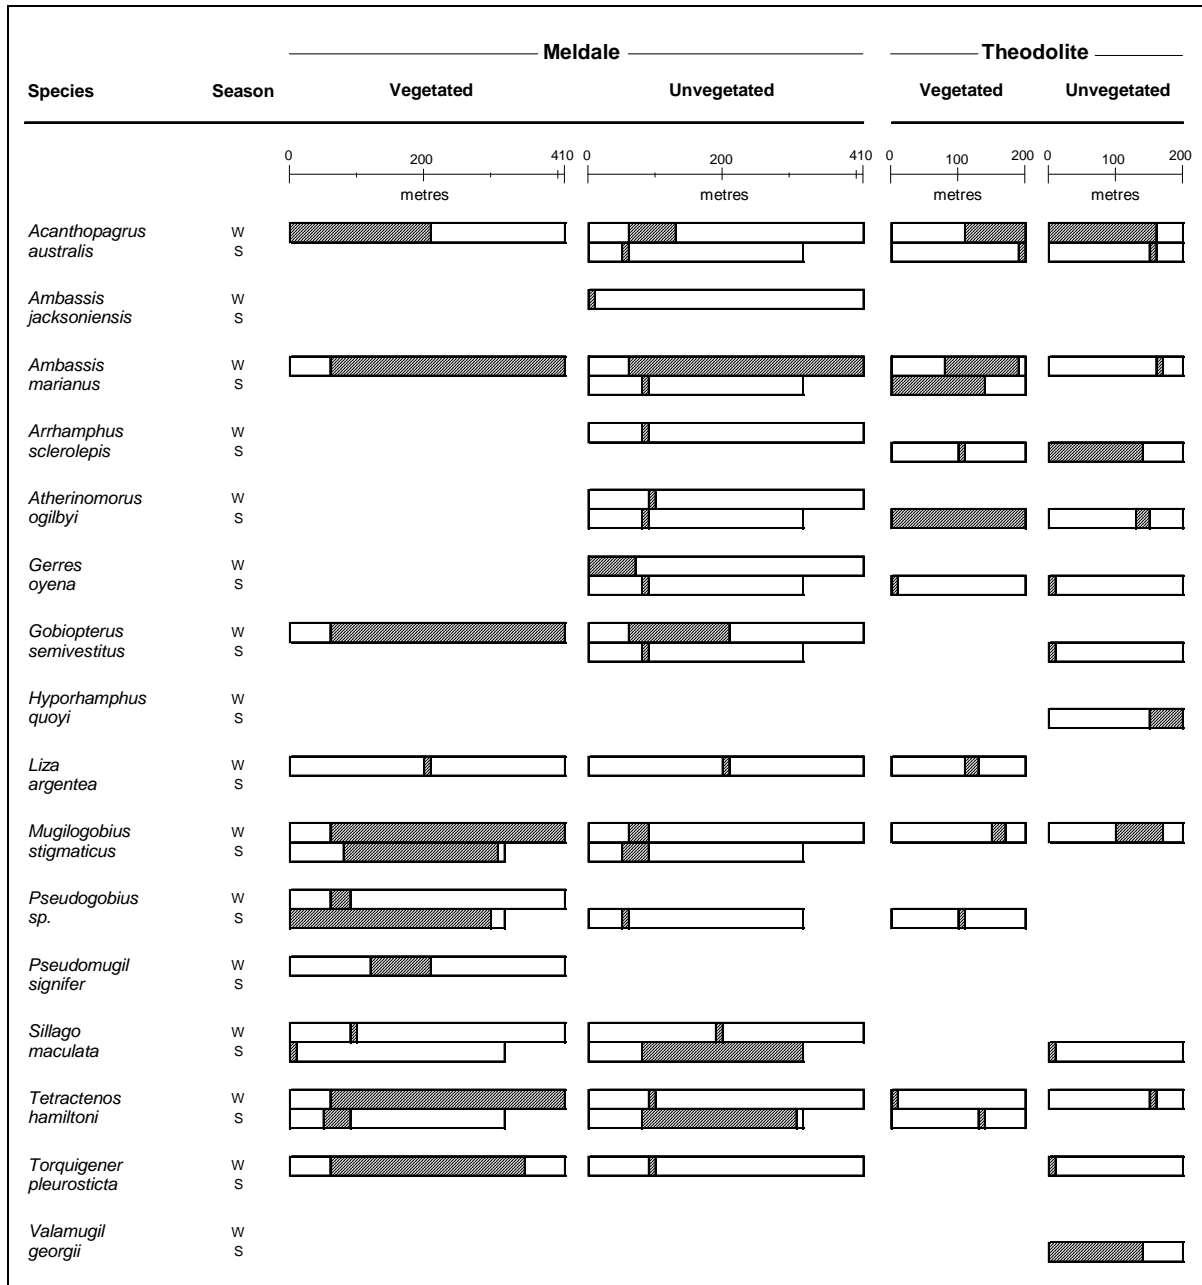 Meldale Theodolite
Species Season Vegetated Unvegetated Vegetated Unvegetated
0 200 410 0 200 410 0 100 200 0 100 200
metres metres metres metres
Acanthopagrus W
australis S
Ambassis W
jacksoniensis S
Ambassis W
marianus S
Arrhamphus W
sclerolepis S
Atherinomorus W
ogilbyi S
Gerres W
oyena S
Gobiopterus W
semivestitus S
Hyporhamphus W
quoyi S
Liza W
argentea S
Mugilogobius W
stigmaticus S
Pseudogobius W
sp. S
Pseudomugil W
signifer S
Sillago W
maculata S
Tetractenos W
hamiltoni S
Torquigener W
pleurosticta S
Valamugil W
georgii S